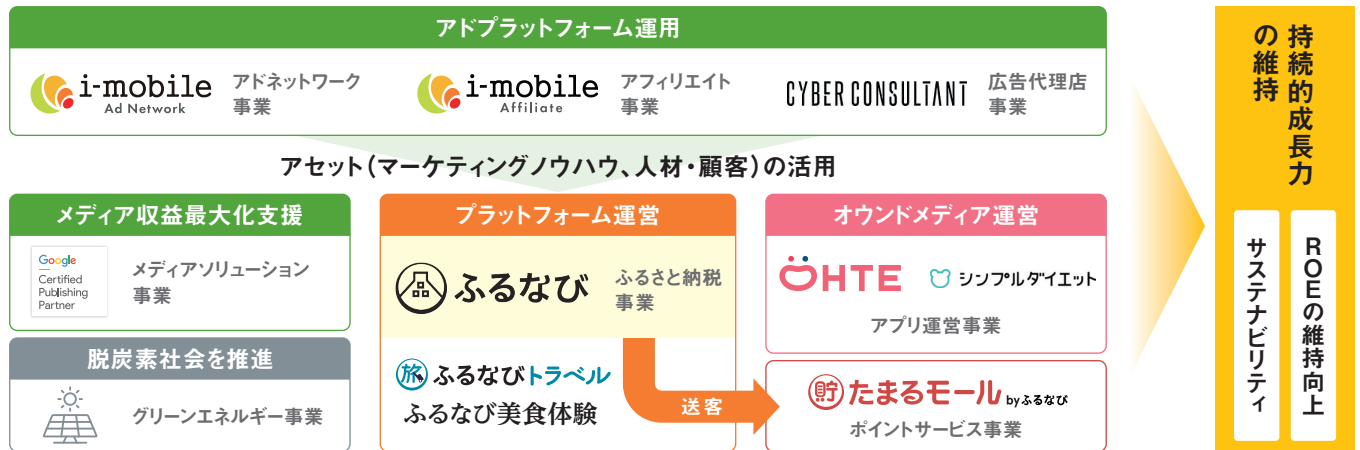 アドプラットフォーム運用
i-mobile
Ad Network
アドネットワーク
事業
i-mobile
Affiliate
アフィリエイト
事業
CYBER CONSULTANT
広告代理店
事業
アセット(マーケティングノウハウ、人材・顧客)の活用
メディア収益最大化支援
Google
Certified
Publishing
Partner
メディアソリューション
事業
脱炭素社会を推進
グリーンエネルギー事業
プラットフォーム運営
ふるなび
ふるさと納税
事業
旅 ふるなびトラベル
ふるなび美食体験
送客
オウンドメディア運営
ÖHTE
シンプルダイエット
アプリ運営事業
貯 たまるモール byふるなび
ポイントサービス事業
持続的成長力
の維持
ROEの維持向上
サステナビリティ